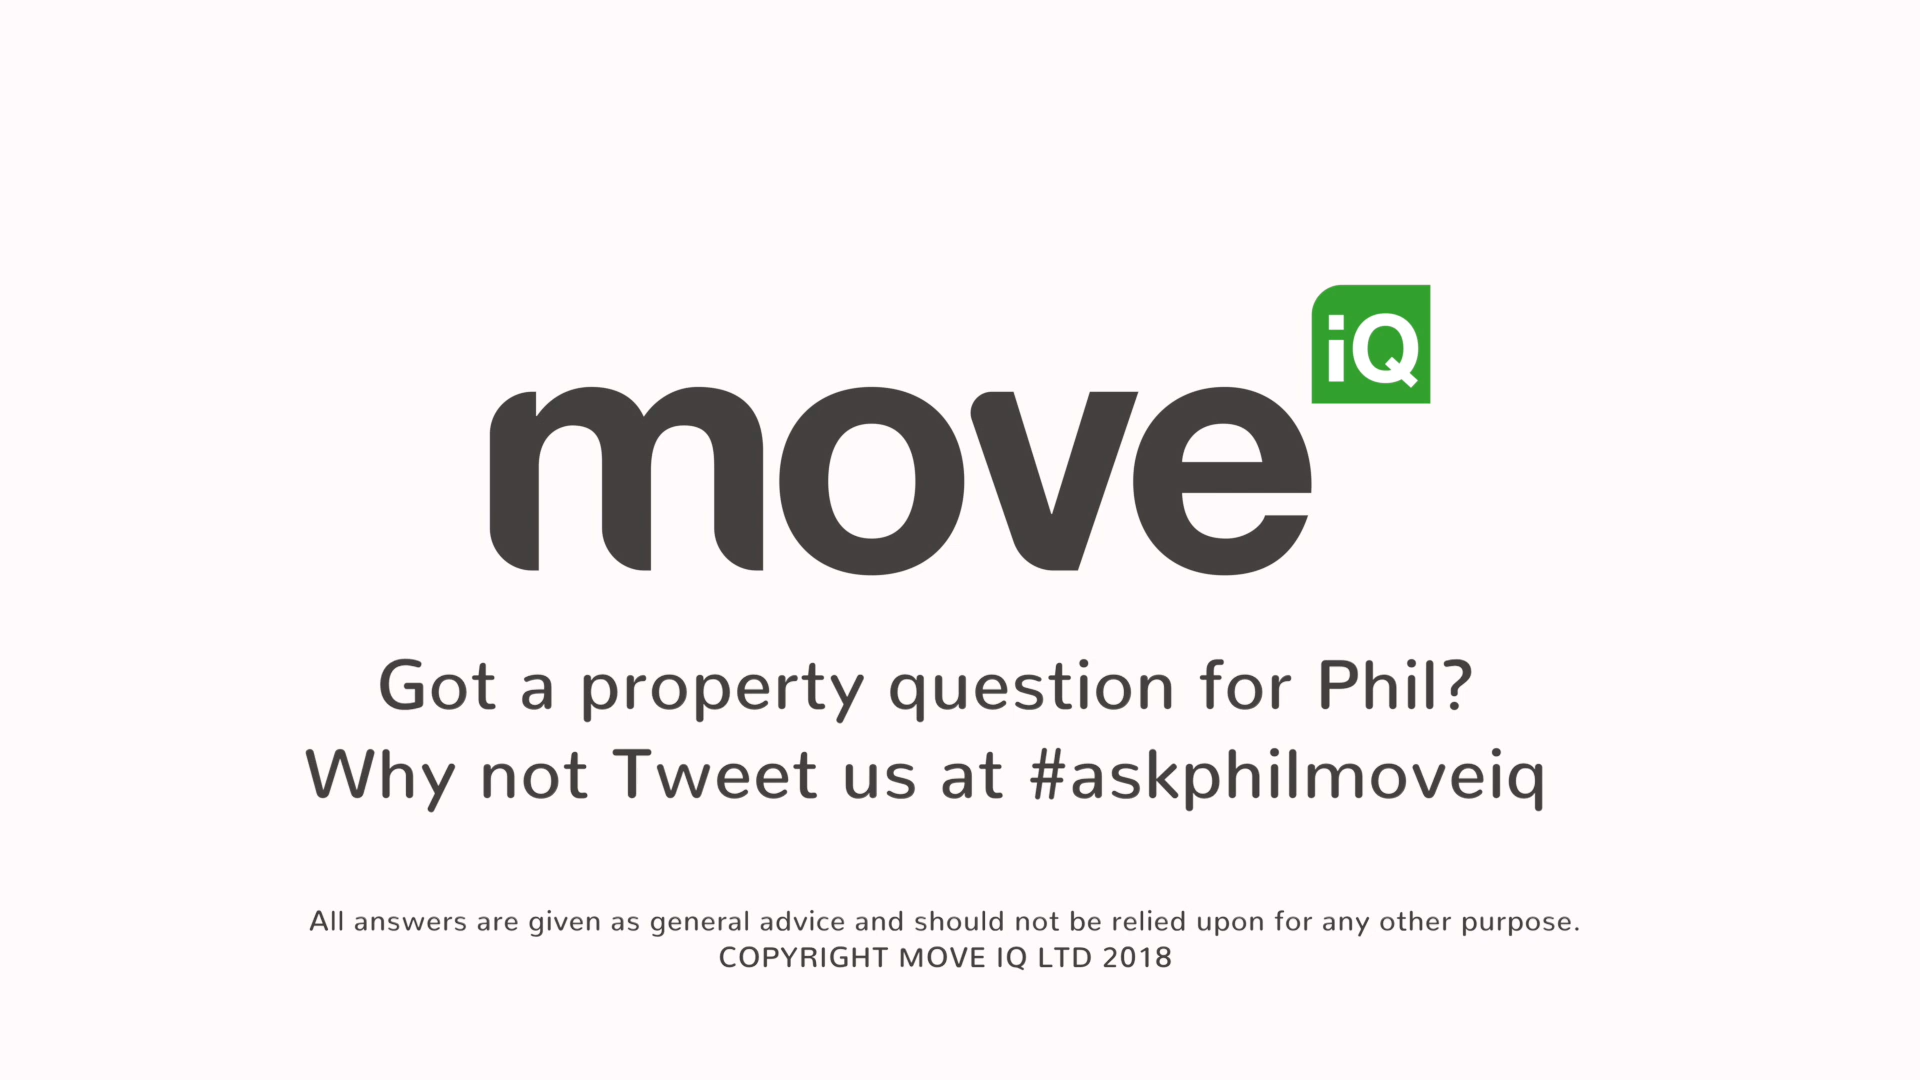 move iQ
Got a property question for Phil?
Why not Tweet us at #askphilmoveiq
All answers are given as general advice and should not be relied upon for any other purpose.
COPYRIGHT MOVE IQ LTD 2018